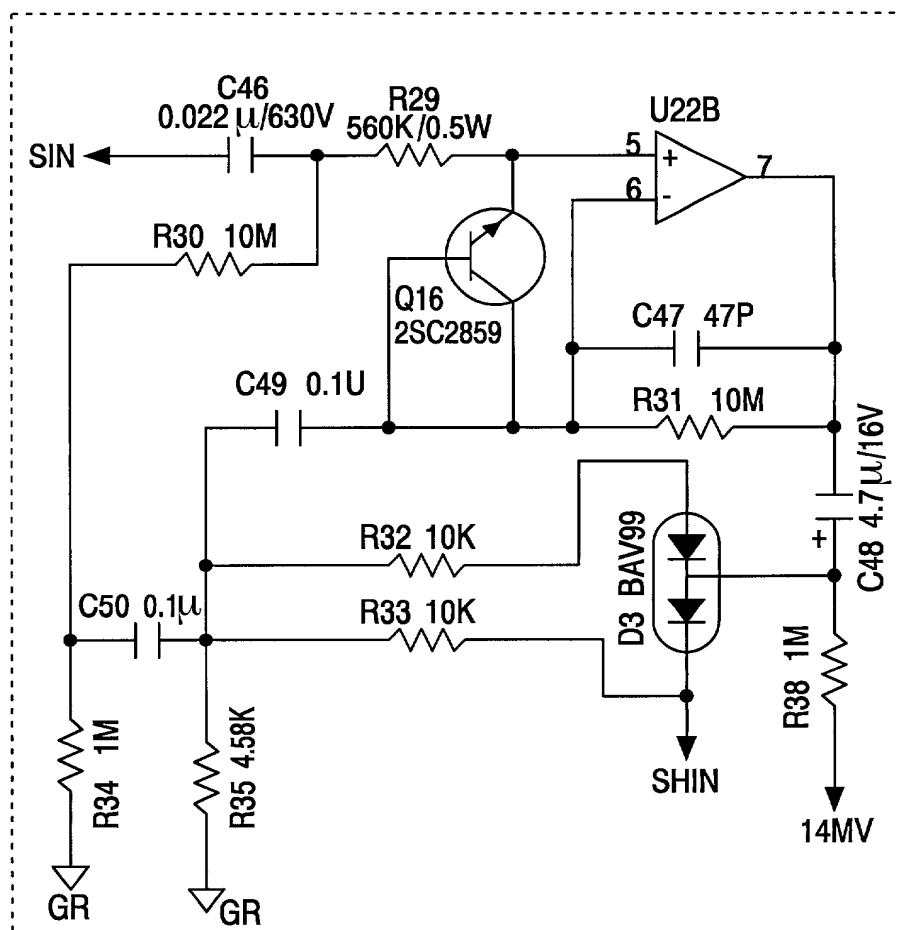 C46
0.022 μ/630V
R29
560K/0.5W
U22B
SIN
5
+
7
6
-
R30 10M
Q16
2SC2859
C47 47P
C49 0.1U
R31 10M
C48 4.7μ/16V
+
R32 10K
D3 BAV99
C50 0.1μ
R33 10K
R38 1M
R34 1M
R35 4.58K
SHIN
14MV
GR
GR